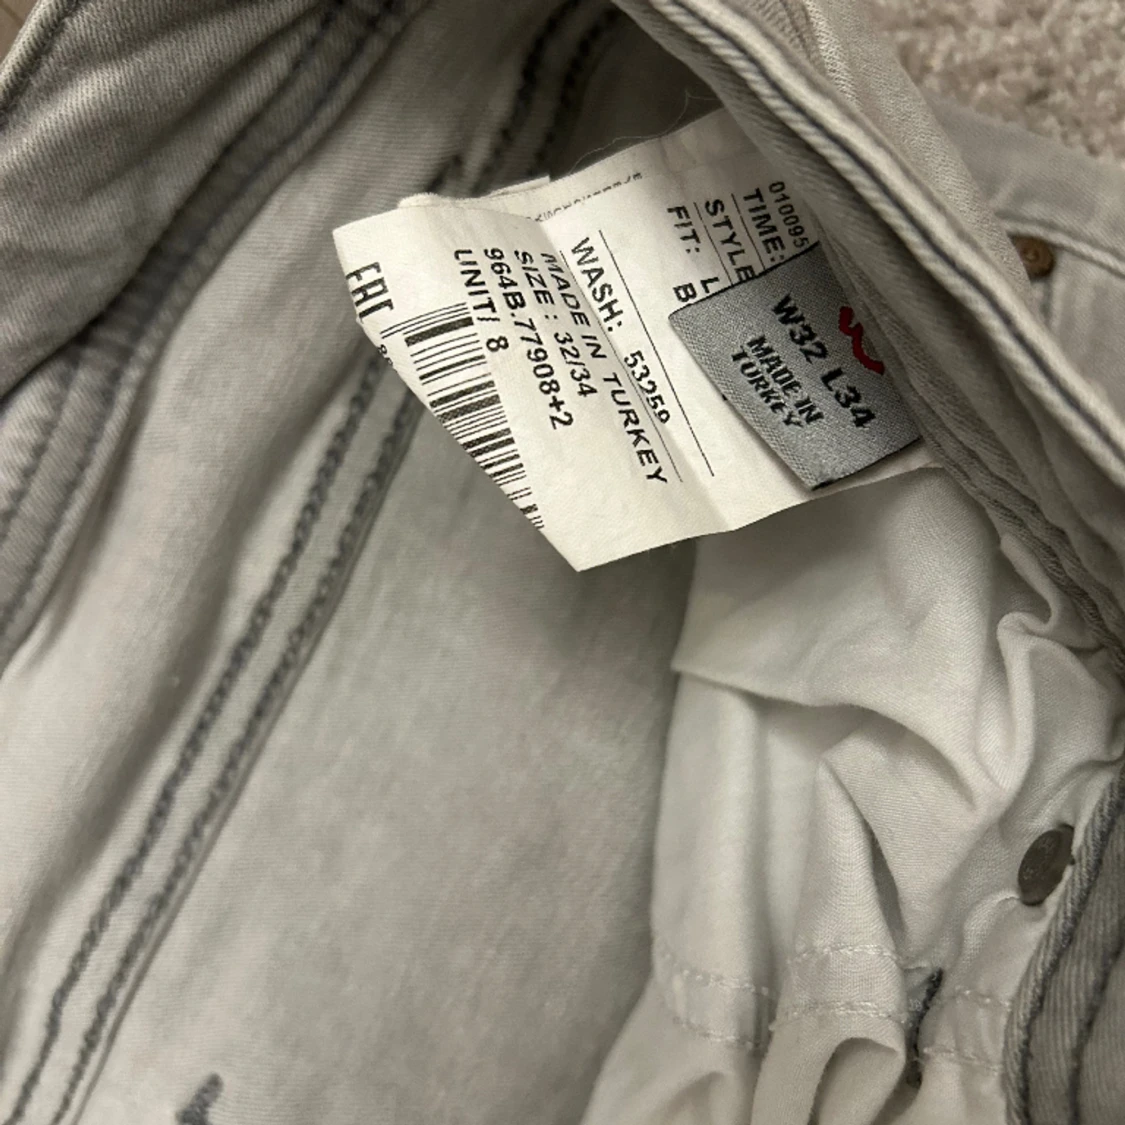 010095
TIME:
STYLE
FIT:
WASH: 53259
MADE IN TURKEY
SIZE : 32/34
964B.77908+2
UNIT: 8
EAC
W32 L34
MADE IN
TURKEY